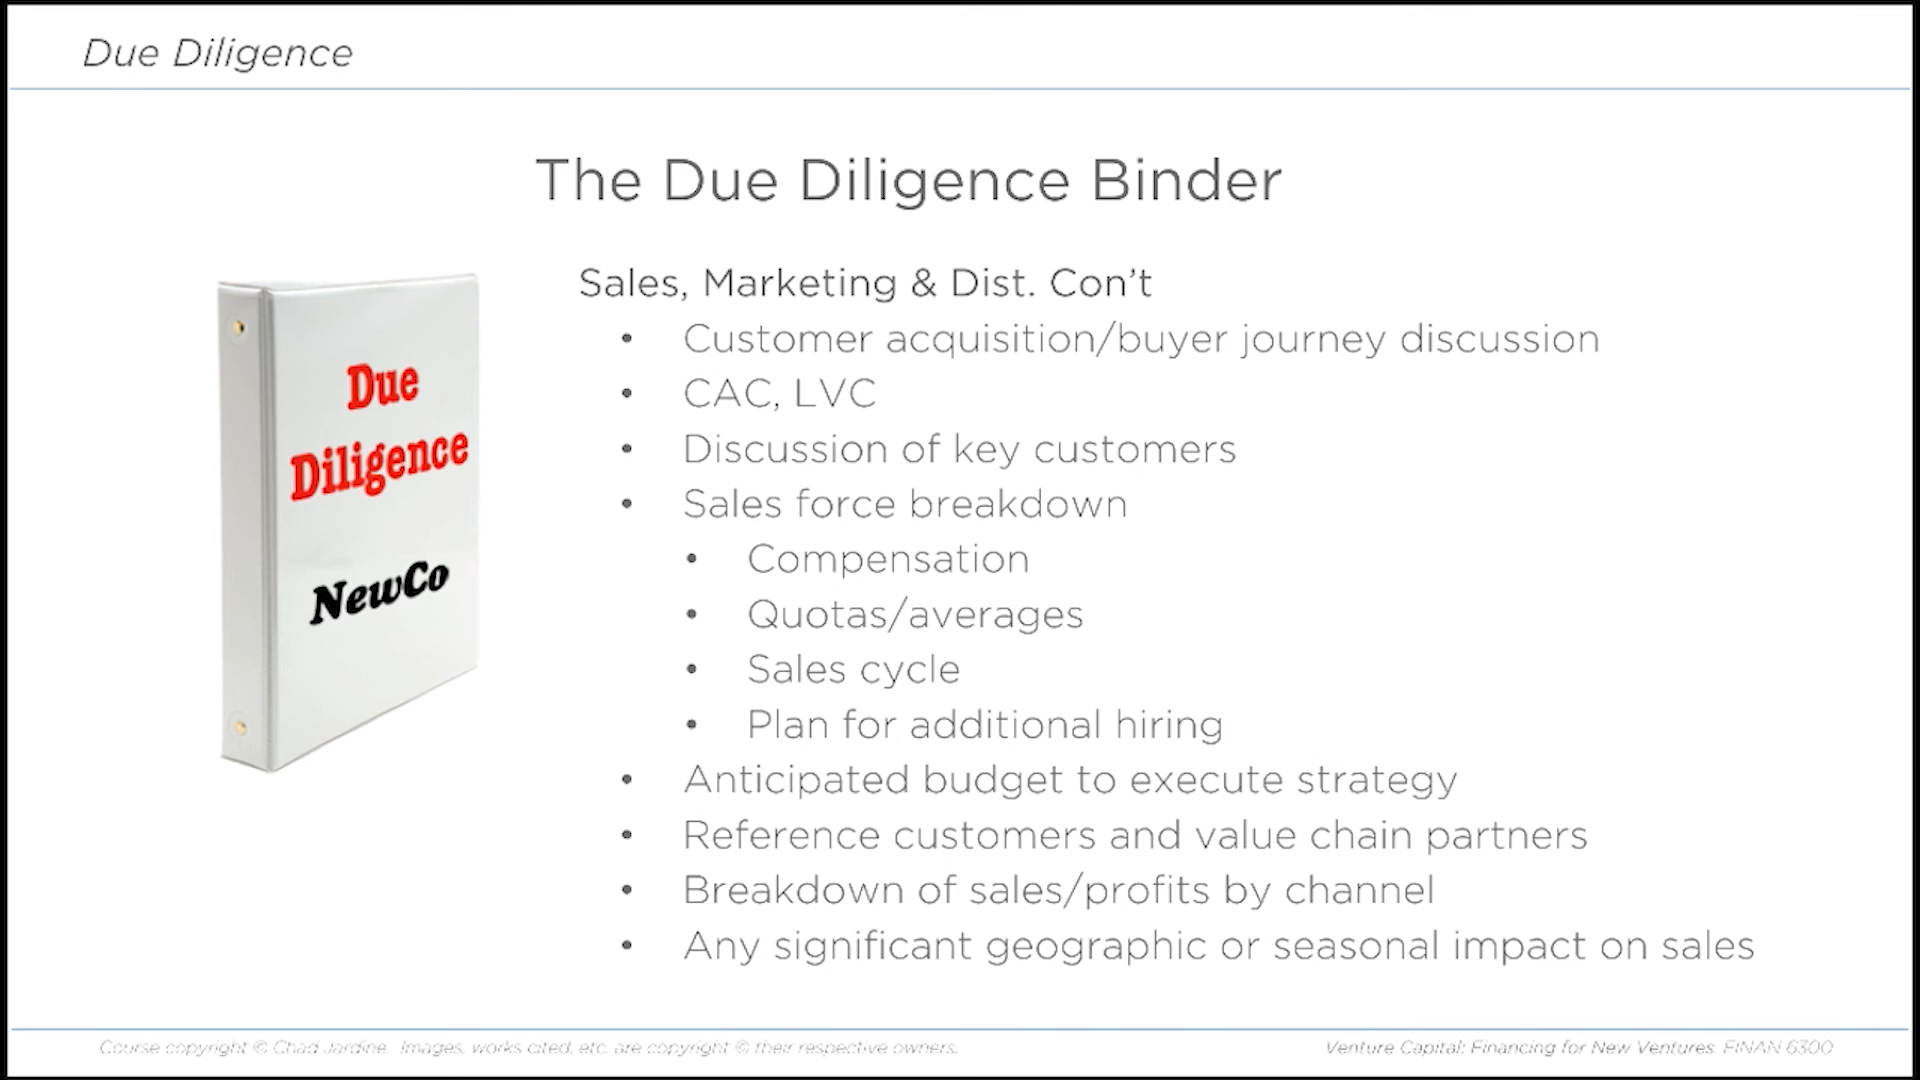 Due Diligence
The Due Diligence Binder
Due
Diligence
NewCo
Sales, Marketing & Dist. Con’t
• Customer acquisition/buyer journey discussion
• CAC, LVC
• Discussion of key customers
• Sales force breakdown
• Compensation
• Quotas/averages
• Sales cycle
• Plan for additional hiring
• Anticipated budget to execute strategy
• Reference customers and value chain partners
• Breakdown of sales/profits by channel
• Any significant geographic or seasonal impact on sales
Course copyright © Chad Jardine. Images, works cited, etc. are copyright © their respective owners.
Venture Capital: Financing for New Ventures FINAN 6300